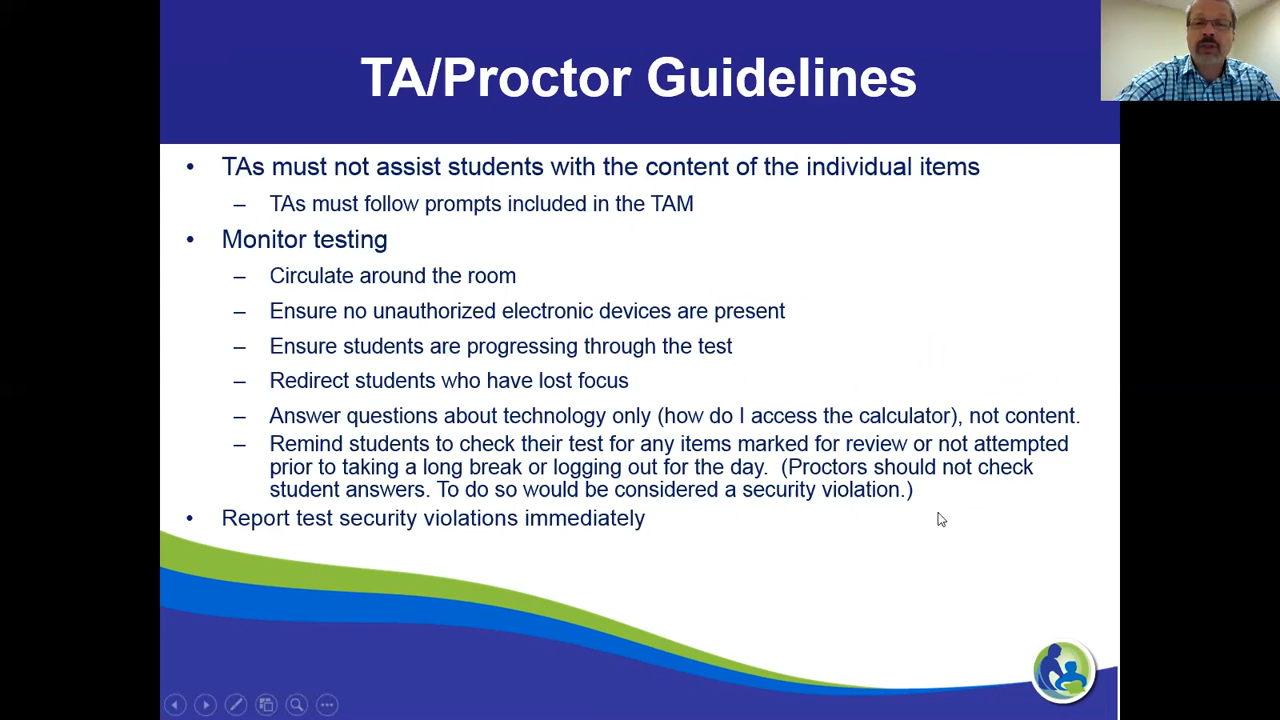 TA/Proctor Guidelines
• TAs must not assist students with the content of the individual items
– TAs must follow prompts included in the TAM
• Monitor testing
– Circulate around the room
– Ensure no unauthorized electronic devices are present
– Ensure students are progressing through the test
– Redirect students who have lost focus
– Answer questions about technology only (how do I access the calculator), not content.
– Remind students to check their test for any items marked for review or not attempted
prior to taking a long break or logging out for the day. (Proctors should not check
student answers. To do so would be considered a security violation.)
• Report test security violations immediately